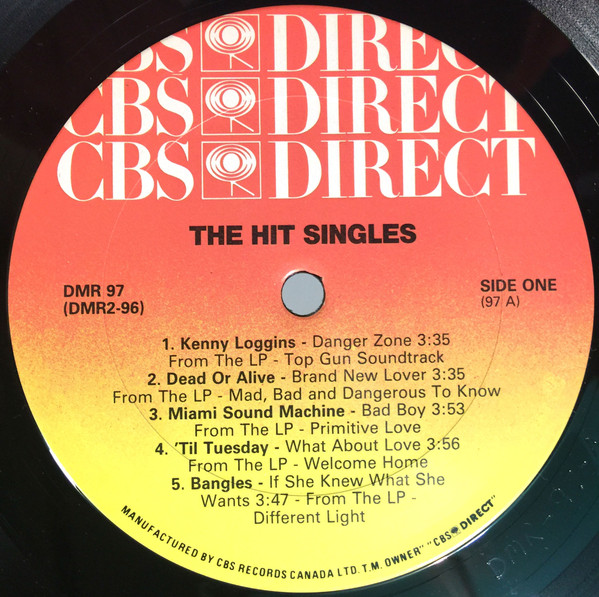 CBS DIRECT
CBS DIRECT
CBS DIRECT
THE HIT SINGLES
DMR 97
(DMR2-96)
SIDE ONE
(97 A)
1. Kenny Loggins - Danger Zone 3:35
From The LP - Top Gun Soundtrack
2. Dead Or Alive - Brand New Lover 3:35
From The LP - Mad, Bad and Dangerous To Know
3. Miami Sound Machine - Bad Boy 3:53
From The LP - Primitive Love
4. 'Til Tuesday - What About Love 3:56
From The LP - Welcome Home
5. Bangles - If She Knew What She
Wants 3:47 - From The LP -
Different Light
MANUFACTURED BY CBS RECORDS CANADA LTD. T.M. OWNER" "CBS DIRECT"